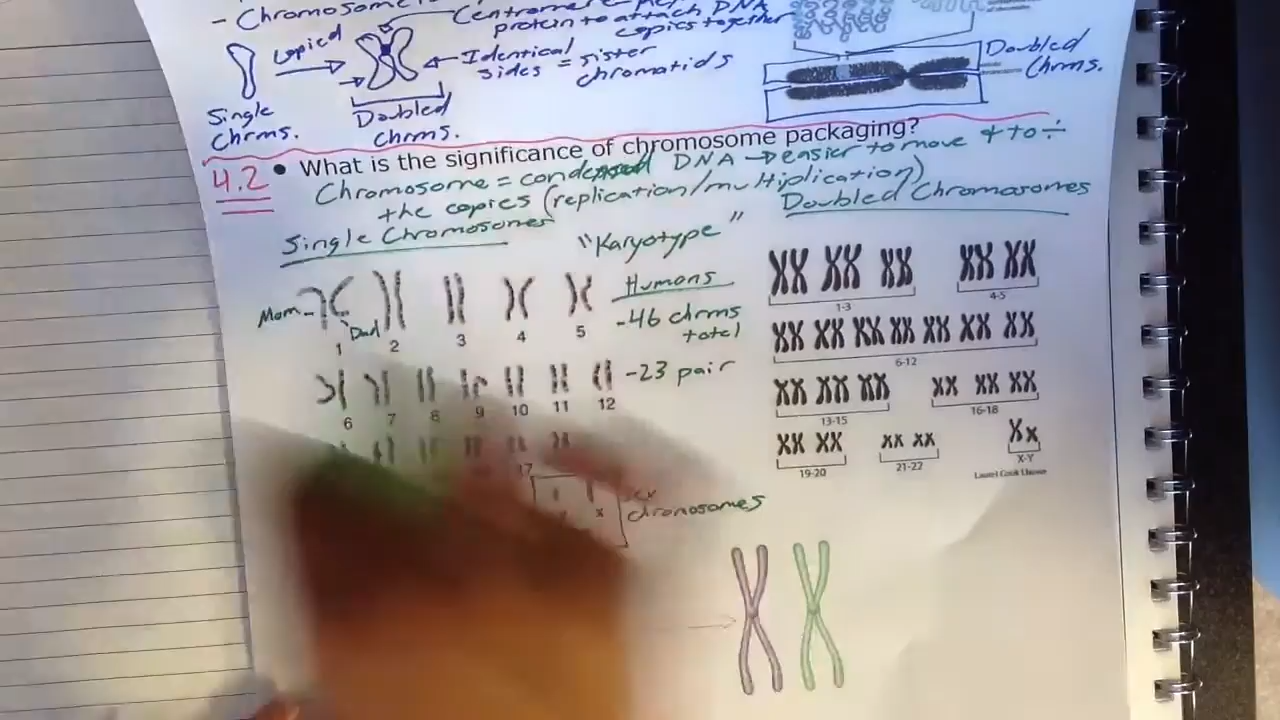 - Chromosome
Centromere =
protein to attach DNA
copies together
copied
Identical
sides = sister
chromatids
Single
Chrms.
Doubled
chrms.
Doubled
Chrms.
4.2
• What is the significance of chromosome packaging?
Chromosome = condensed DNA → easier to move + to ÷
the copies (replication/multiplication)
Single Chromosomes
"Karyotype"
Doubled Chromosomes
Mom
Dad
1 2 3 4 5
Humans
-46 chrms
total
-23 pair
6 7 8 9 10 11 12
17
x
chromosomes
1-3
4-5
6-12
13-15
16-18
19-20
21-22
X-Y